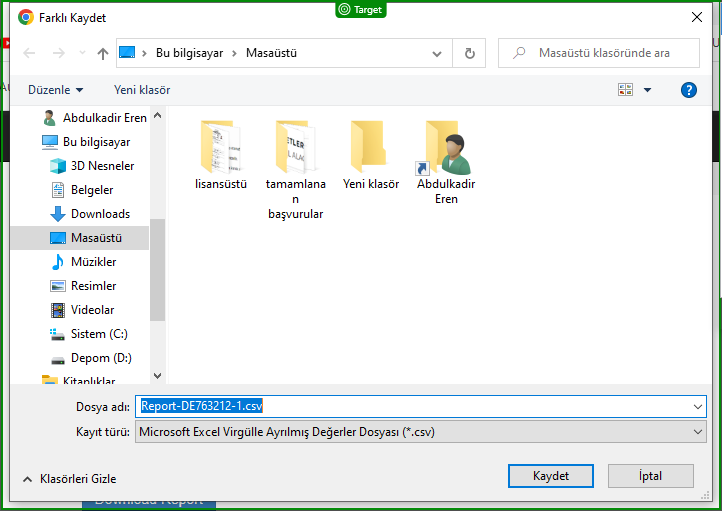 Target
Farklı Kaydet
Bu bilgisayar
Masaüstü
Masaüstü klasöründe ara
Düzenle
Yeni klasör
Abdulkadir Eren
Bu bilgisayar
3D Nesneler
Belgeler
Downloads
Masaüstü
Müzikler
Resimler
Videolar
Sistem (C:)
Depom (D:)
Kitaplıklar
lisansüstü
tamamlanan
n
başvurular
Yeni klasör
Abdulkadir
Eren
Dosya adı:
Report-DE763212-1.csv
Kayıt türü:
Microsoft Excel Virgülle Ayrılmış Değerler Dosyası (*.csv)
Klasörleri Gizle
Kaydet
İptal
Download Report